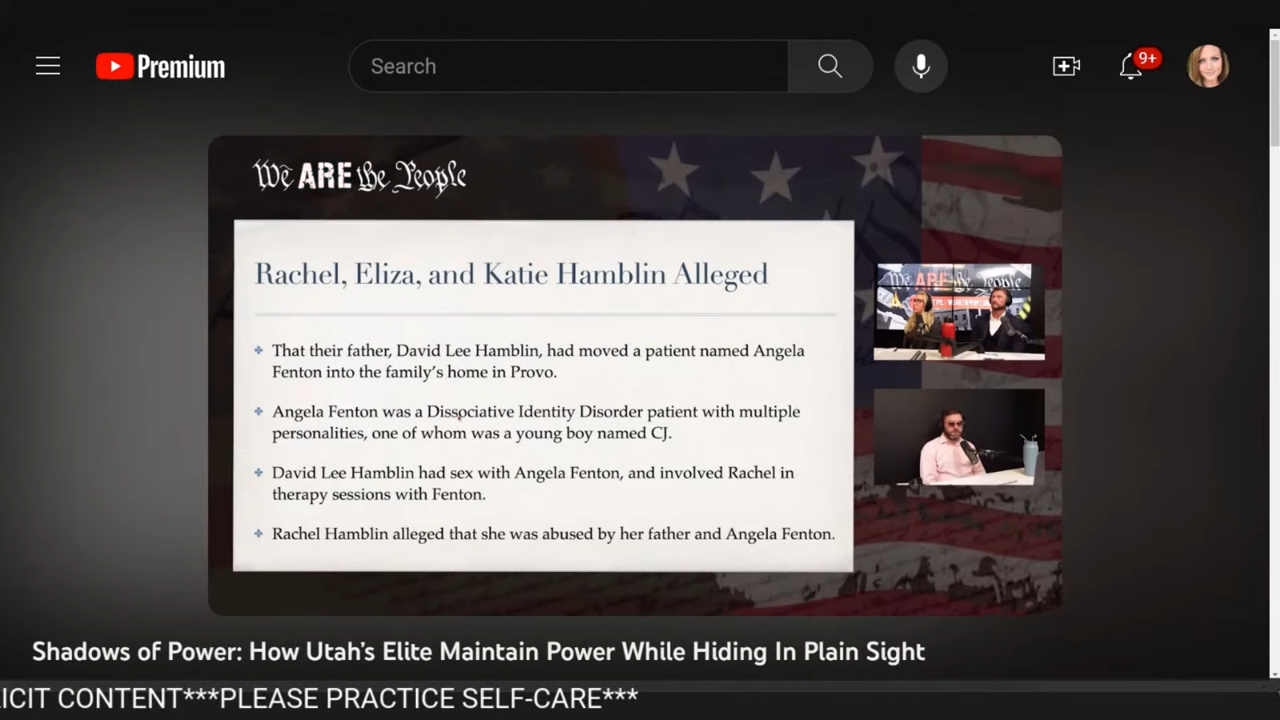 Premium
Search
9+
We ARE the People
Rachel, Eliza, and Katie Hamblin Alleged
That their father, David Lee Hamblin, had moved a patient named Angela
Fenton into the family's home in Provo.
Angela Fenton was a Dissociative Identity Disorder patient with multiple
personalities, one of whom was a young boy named CJ.
David Lee Hamblin had sex with Angela Fenton, and involved Rachel in
therapy sessions with Fenton.
Rachel Hamblin alleged that she was abused by her father and Angela Fenton.
We ARE the People
Shadows of Power: How Utah's Elite Maintain Power While Hiding In Plain Sight
LICIT CONTENT***PLEASE PRACTICE SELF-CARE***